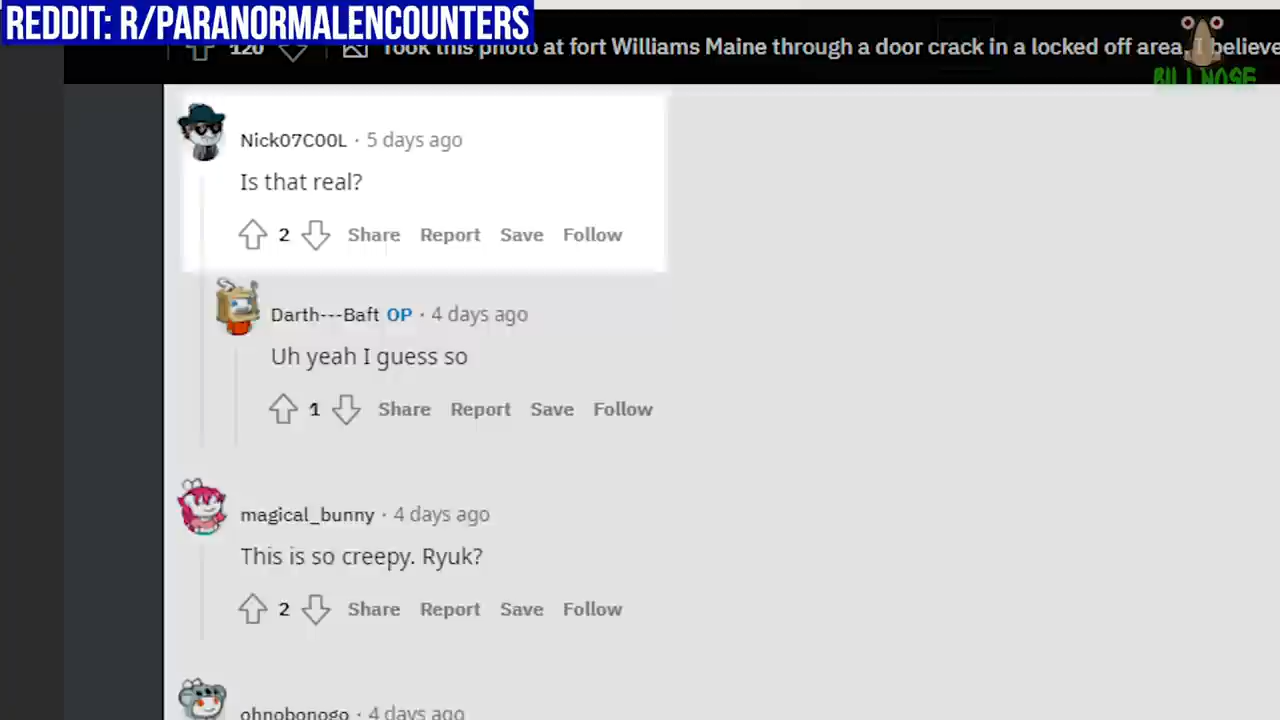 REDDIT: R/PARANORMALENCOUNTERS
120 Took this photo at fort Williams Maine through a door crack in a locked off area, I believe
BILLNOSE
Nick07C00L · 5 days ago
Is that real?
2 Share Report Save Follow
Darth---Baft OP · 4 days ago
Uh yeah I guess so
1 Share Report Save Follow
magical_bunny · 4 days ago
This is so creepy. Ryuk?
2 Share Report Save Follow
ohnobonogo · 4 days ago